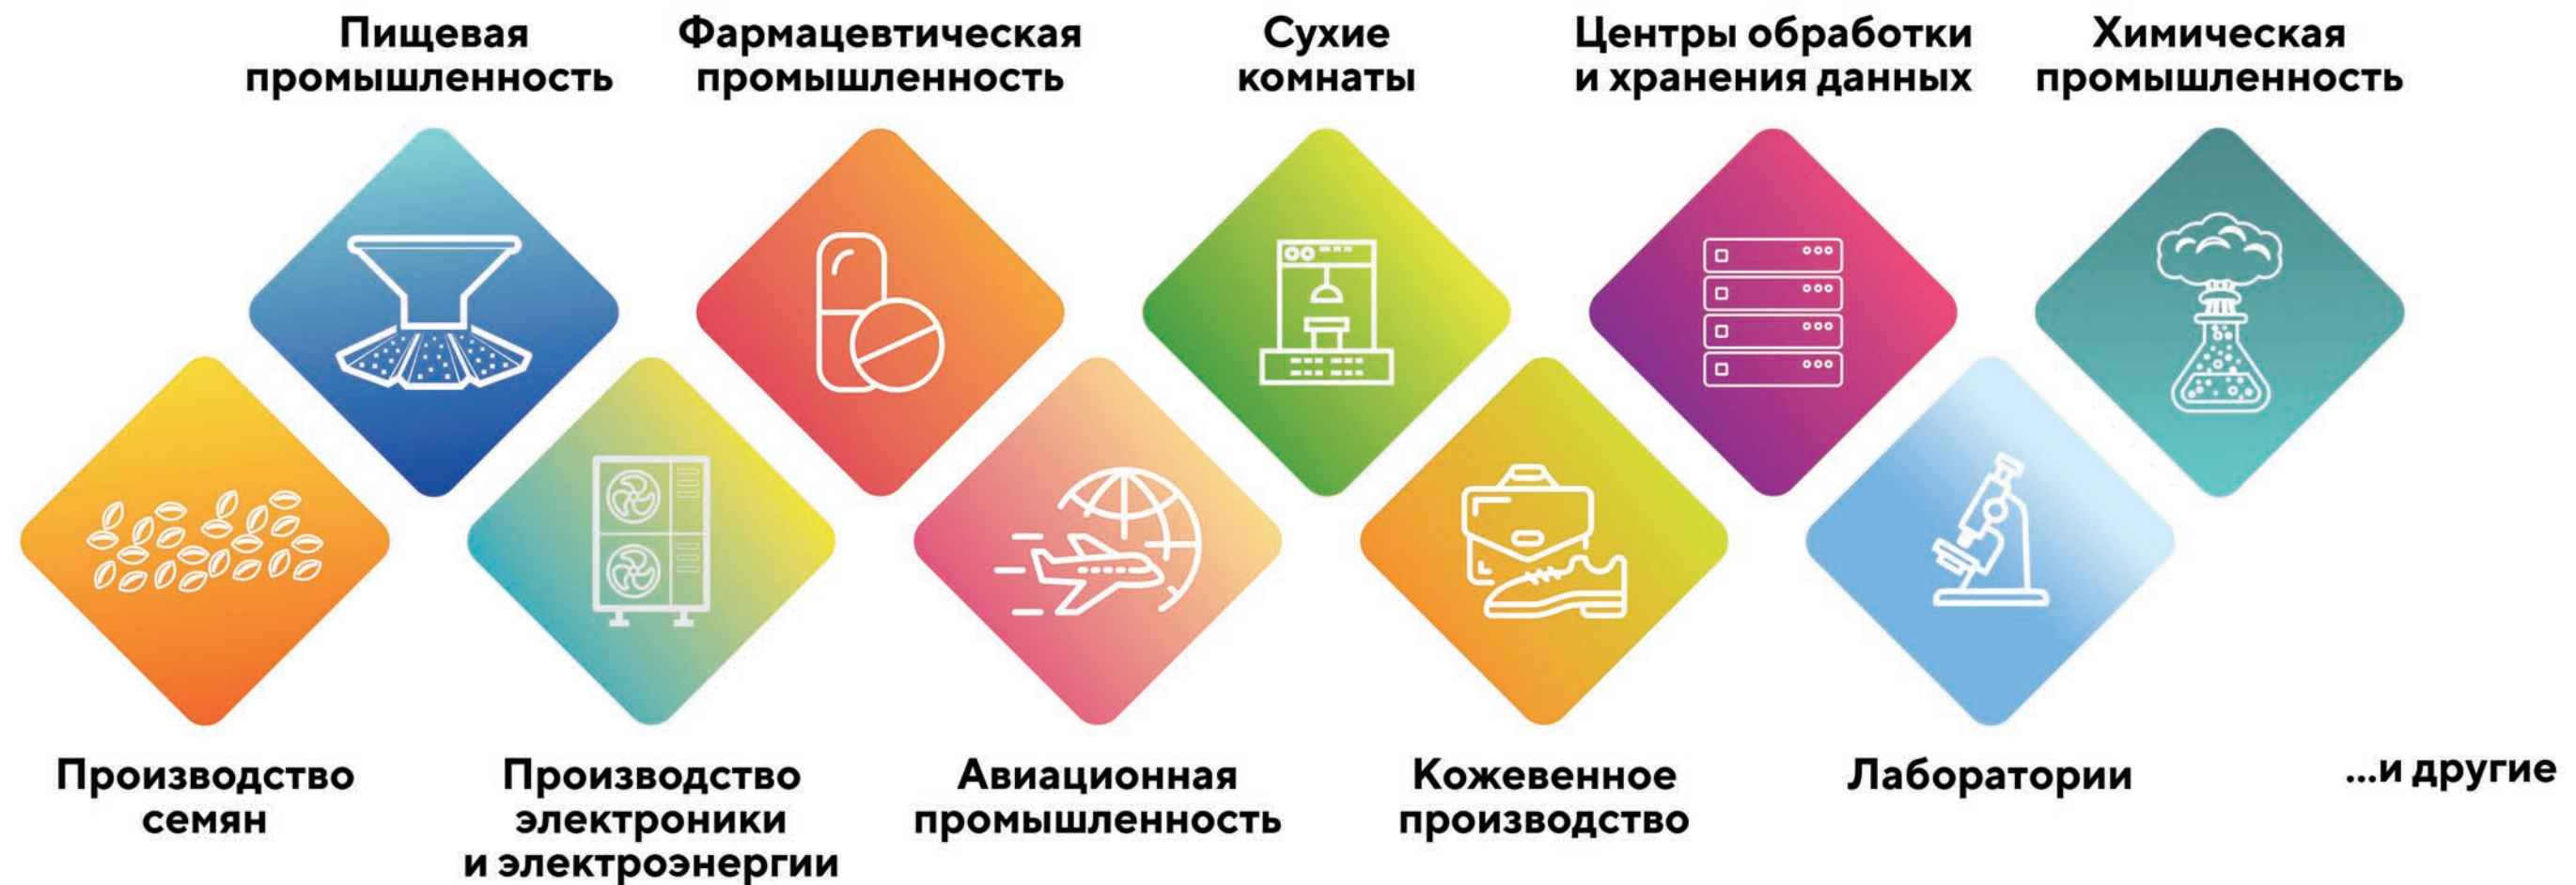 Пищевая
промышленность
Фармацевтическая
промышленность
Сухие
комнаты
Центры обработки
и хранения данных
Химическая
промышленность
Производство
семян
Производство
электроники
и электроэнергии
Авиационная
промышленность
Кожевенное
производство
Лаборатории
...и другие